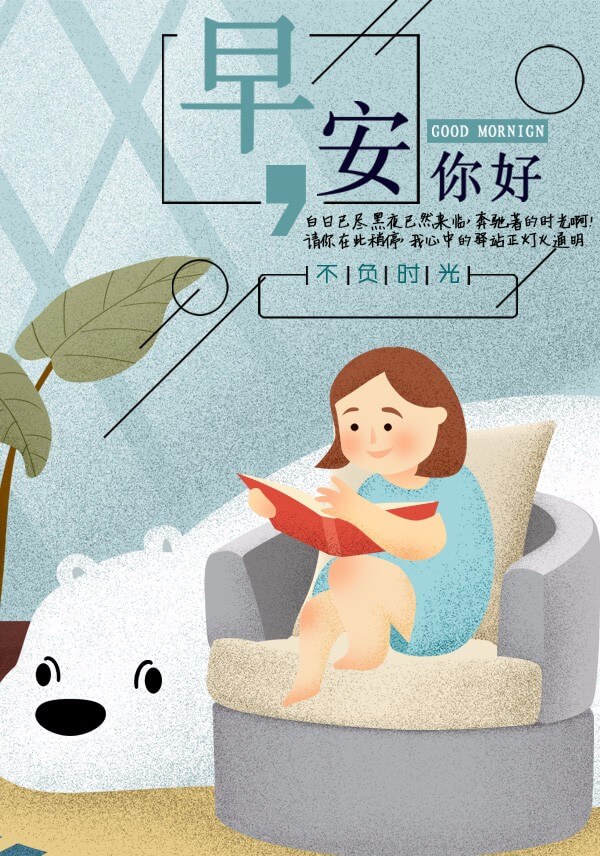 早,安
GOOD MORNIGN
你好
白日已尽黑夜已然来临,奔驰著的时光啊!
请你在此稍停,我心中的驿站正灯火通明
不负时光